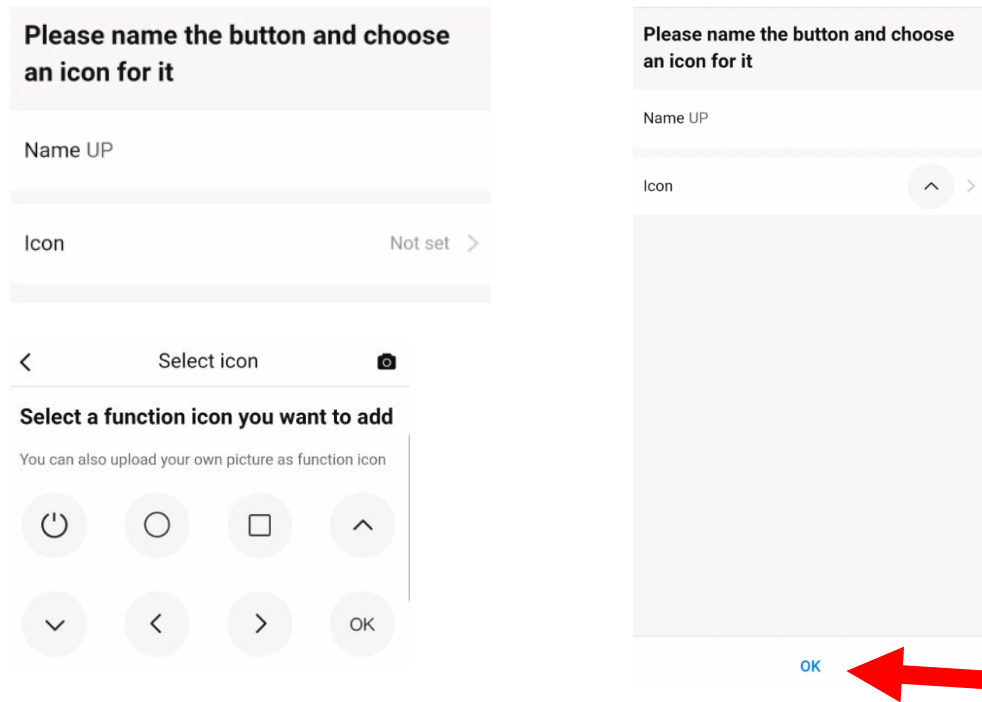 Please name the button and choose
an icon for it
Name UP
Icon Not set
Select icon
Select a function icon you want to add
You can also upload your own picture as function icon
OK
Please name the button and choose
an icon for it
Name UP
Icon
OK